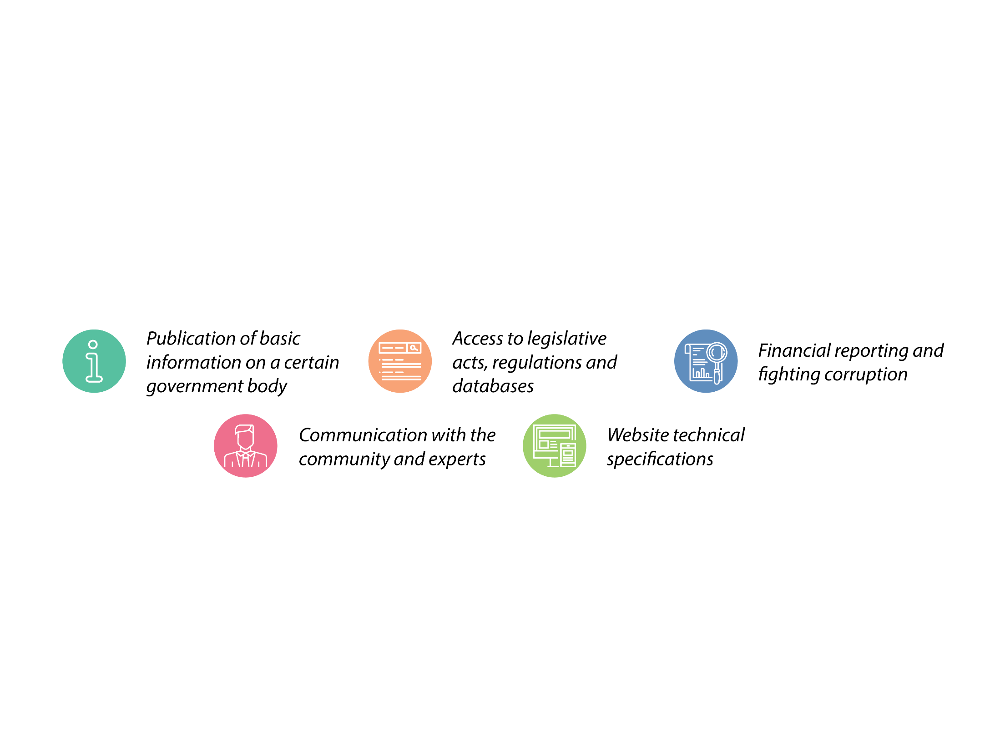 Publication of basic
information on a certain
government body
Access to legislative
acts, regulations and
databases
Financial reporting and
fighting corruption
Communication with the
community and experts
Website technical
specifications